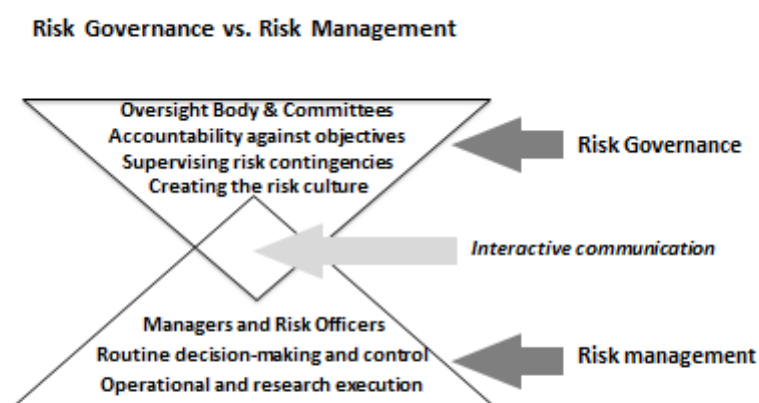 Risk Governance vs. Risk Management
Oversight Body & Committees
Accountability against objectives
Supervising risk contingencies
Creating the risk culture
Risk Governance
Interactive communication
Managers and Risk Officers
Routine decision-making and control
Operational and research execution
Risk management